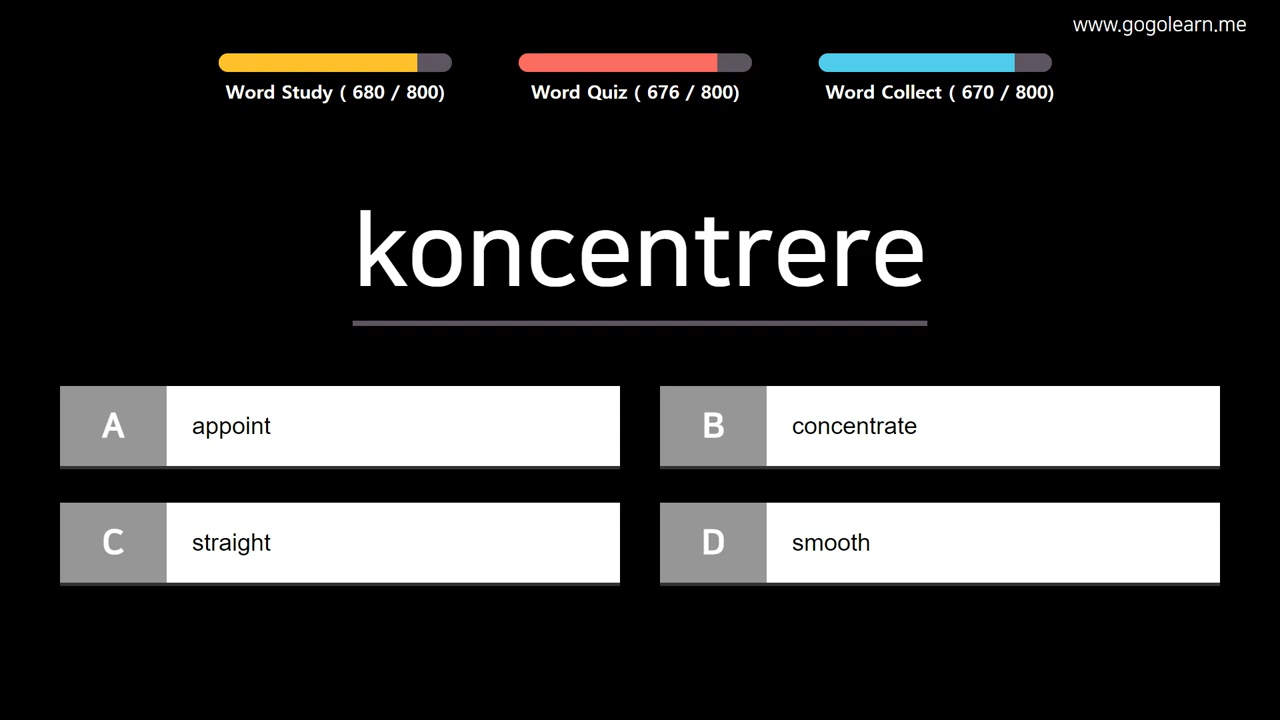 www.gogolearn.me
Word Study ( 680 / 800)
Word Quiz ( 676 / 800)
Word Collect ( 670 / 800)
koncentrere
A appoint
B concentrate
C straight
D smooth